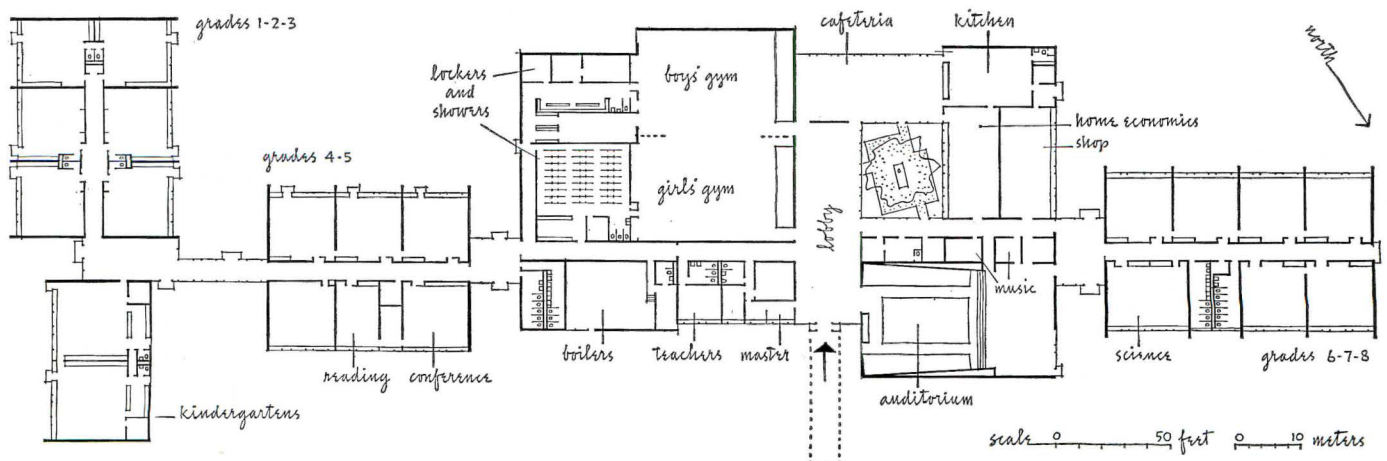 grades 1-2-3
cafeteria
kitchen
north
lockers
and
showers
boys' gym
home economics
shop
grades 4-5
girls' gym
lobby
music
boilers
teachers
master
science
grades 6-7-8
reading
conference
auditorium
kindergartens
scale 0 50 feet 0 10 meters